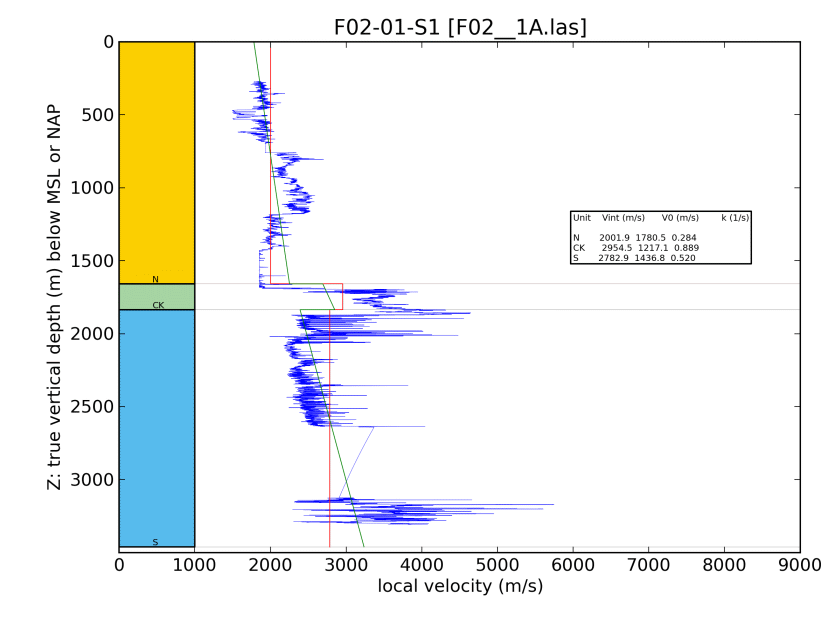 F02-01-S1 [F02__1A.las]
0
500
1000
1500
2000
2500
3000
Z: true vertical depth (m) below MSL or NAP
N
CK
S
Unit Vint (m/s) V0 (m/s) k (1/s)
N 2001.9 1780.5 0.284
CK 2954.5 1217.1 0.889
S 2782.9 1436.8 0.520
0 1000 2000 3000 4000 5000 6000 7000 8000 9000
local velocity (m/s)